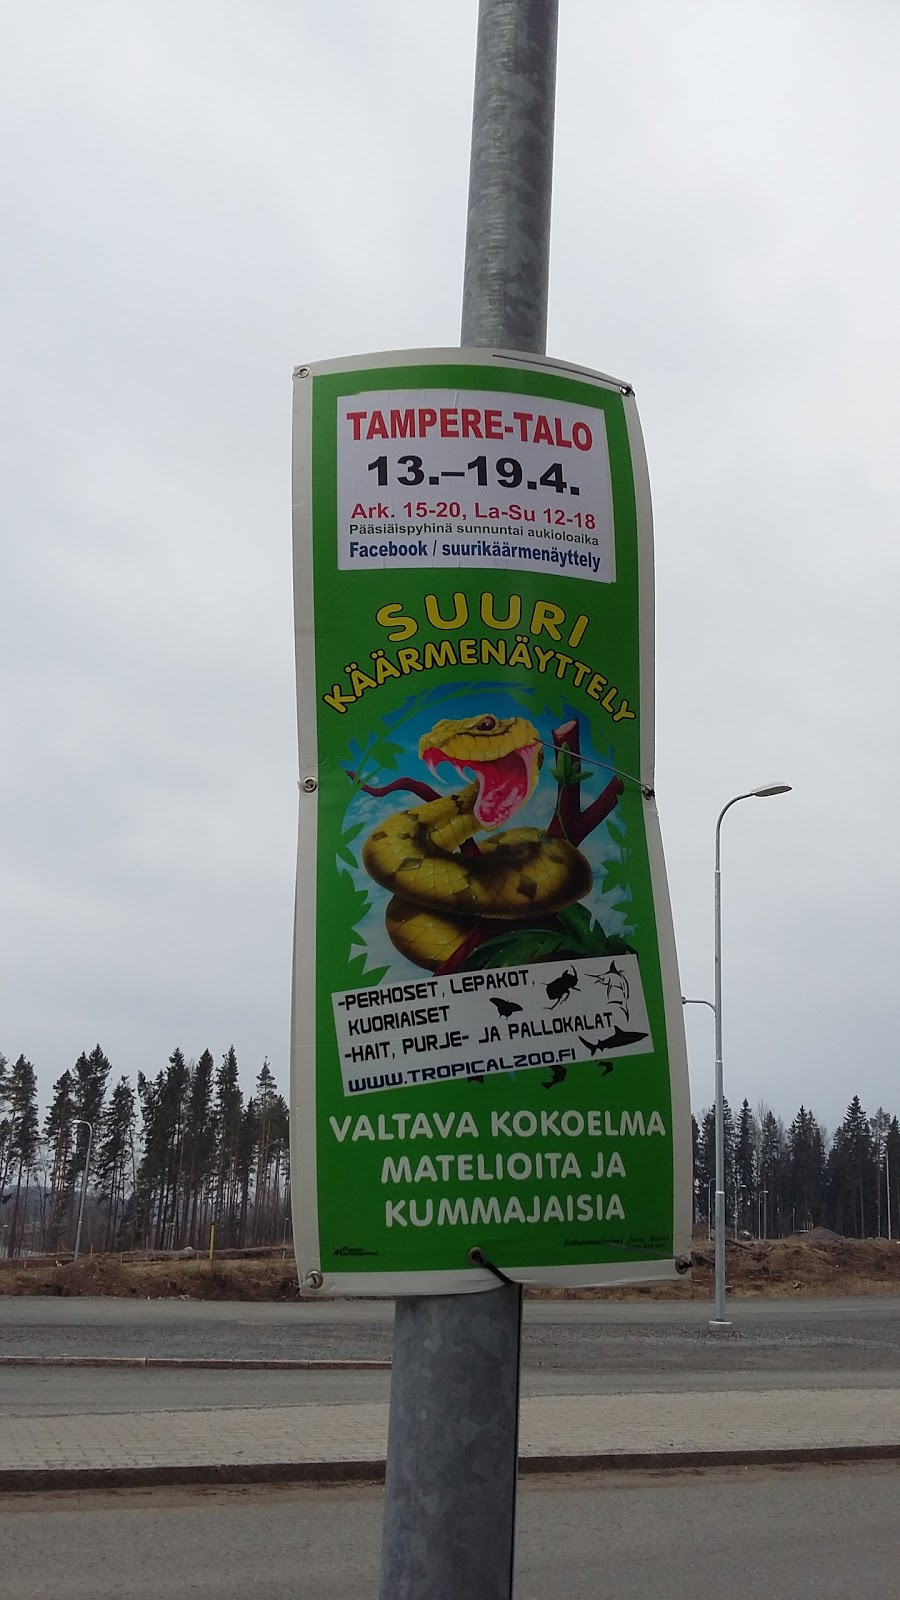 TAMPERE-TALO
13.–19.4.
Ark. 15-20, La-Su 12-18
Pääsiäispyhinä sunnuntai aukioloaika
Facebook / suurikäärmenäyttely
SUURI
KÄÄRMENÄYTTELY
-PERHOSET, LEPAKOT,
KUORIAISET
-HAIT, PURJE- JA PALLOKALAT
WWW.TROPICALZOO.FI
VALTAVA KOKOELMA
MATELIOITA JA
KUMMAJAISIA